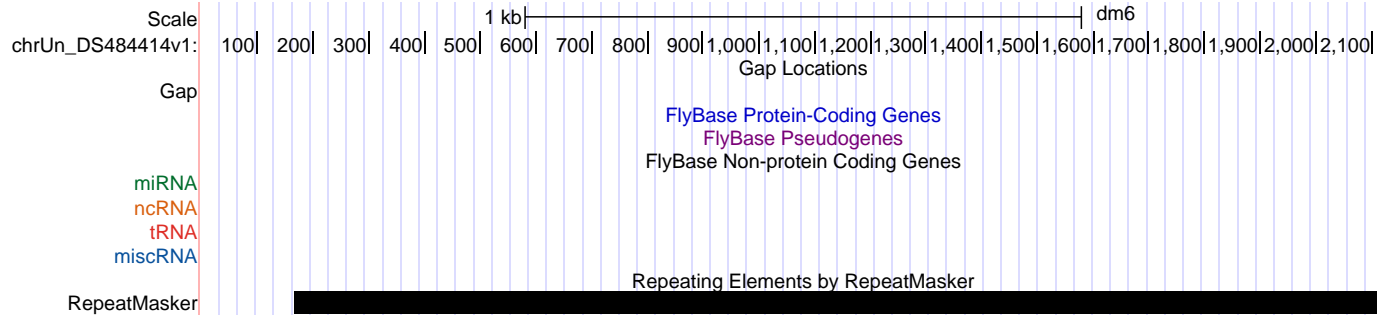 Scale 1 kb dm6
chrUn_DS484414v1: 100 200 300 400 500 600 700 800 900 1,000 1,100 1,200 1,300 1,400 1,500 1,600 1,700 1,800 1,900 2,000 2,100
Gap Locations
Gap
FlyBase Protein-Coding Genes
FlyBase Pseudogenes
FlyBase Non-protein Coding Genes
miRNA
ncRNA
tRNA
miscRNA
Repeating Elements by RepeatMasker
RepeatMasker